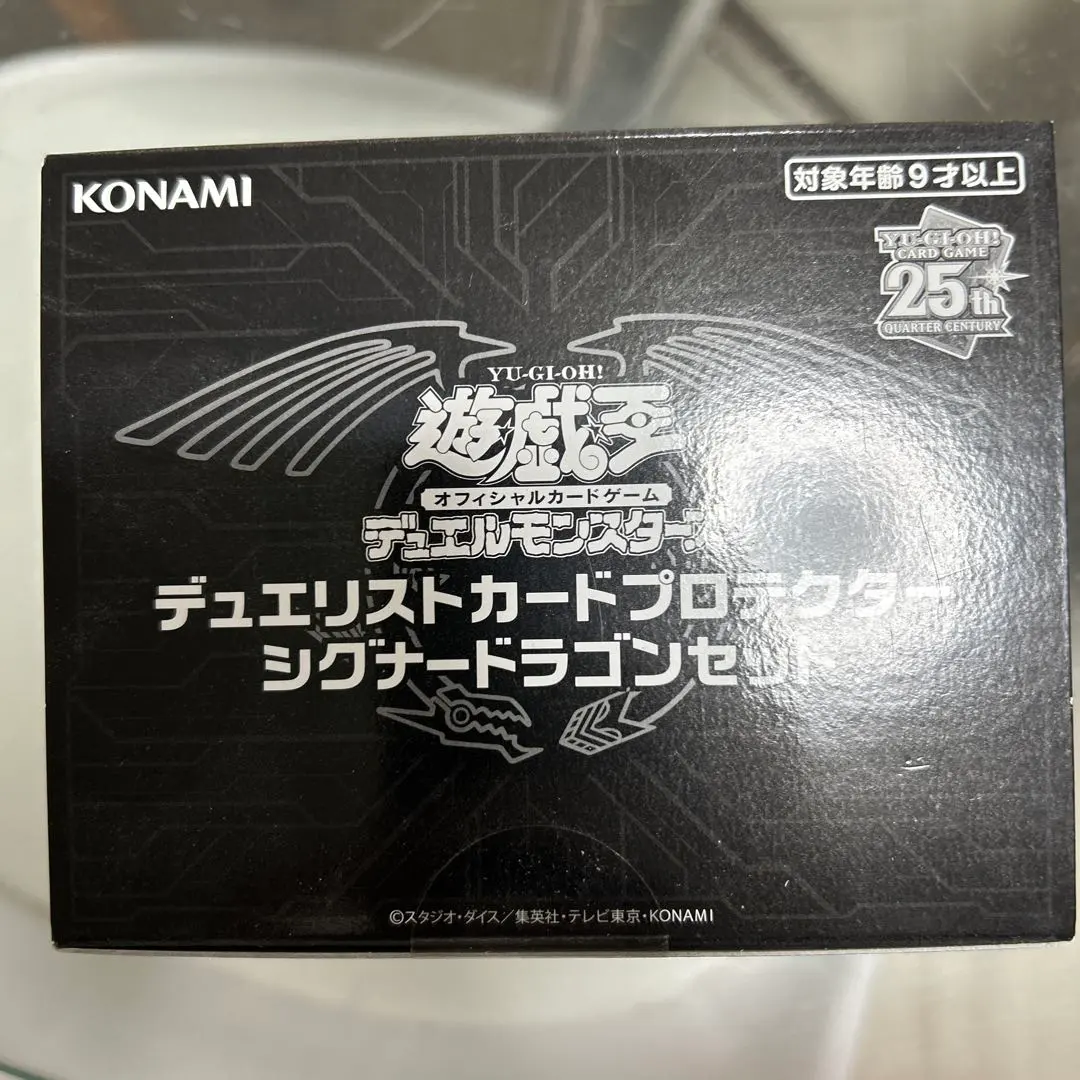 KONAMI
対象年齢9才以上
YU-GI-OH!
CARD GAME
25th
QUARTER CENTURY
YU-GI-OH!
遊☆戯☆王
オフィシャルカードゲーム
デュエルモンスターズ
デュエリストカードプロテクター
シグナードラゴンセット
©スタジオ・ダイス／集英社・テレビ東京・KONAMI